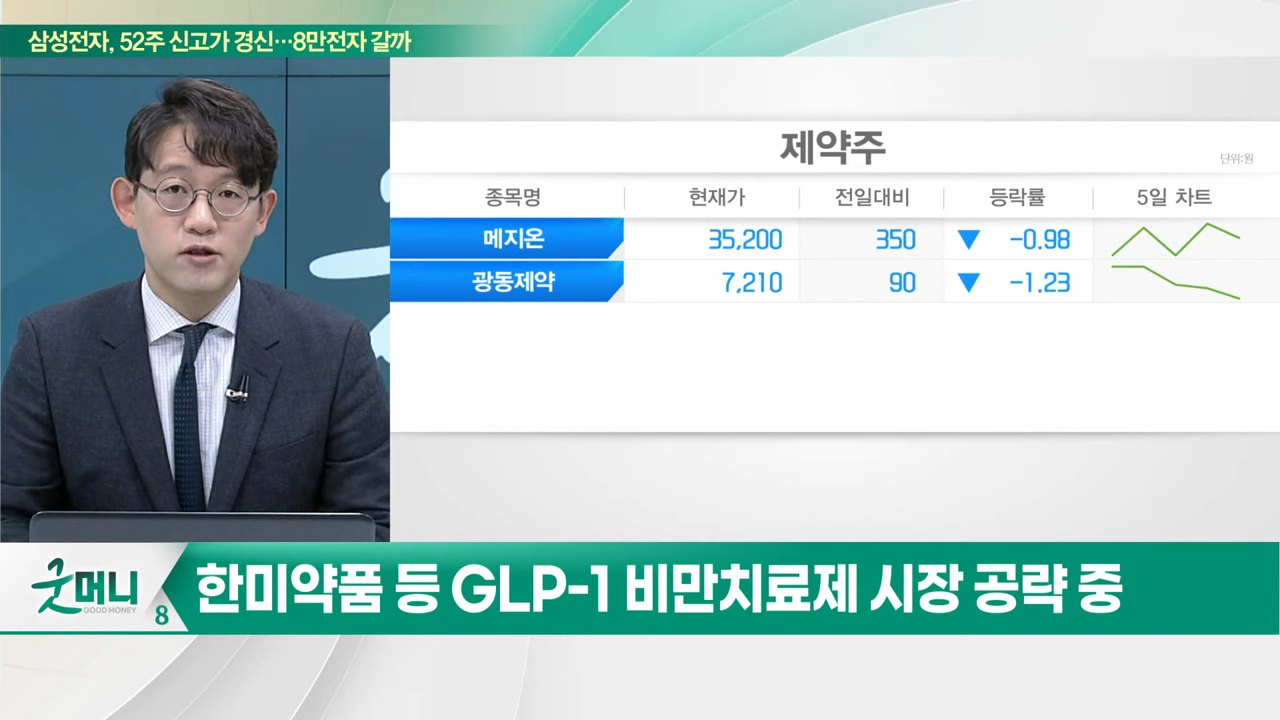 삼성전자, 52주 신고가 경신…8만전자 갈까
제약주
단위:원
종목명 현재가 전일대비 등락률 5일 차트
메지온 35,200 350 ▼ -0.98
광동제약 7,210 90 ▼ -1.23
굿머니
GOOD MONEY
8
한미약품 등 GLP-1 비만치료제 시장 공략 중